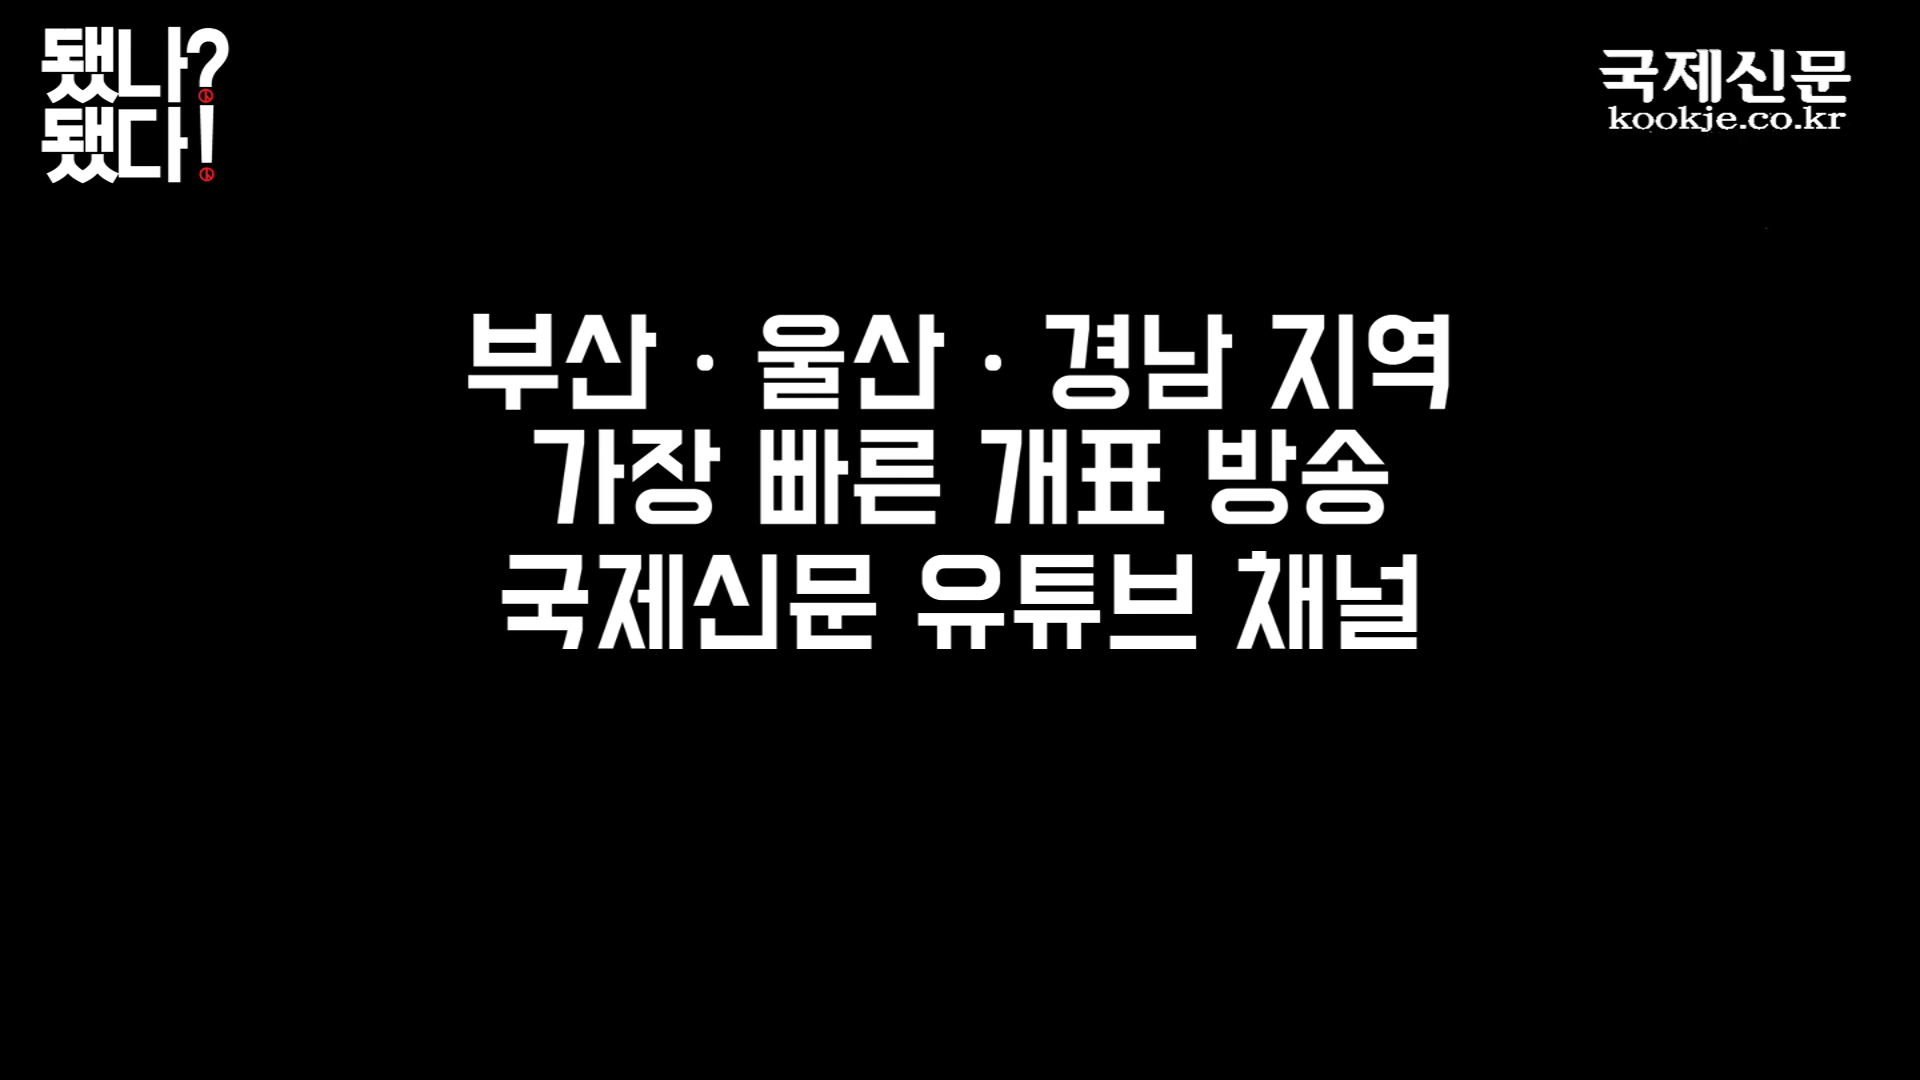 됐나?
됐다!
국제신문
kookje.co.kr
부산·울산·경남 지역
가장 빠른 개표 방송
국제신문 유튜브 채널